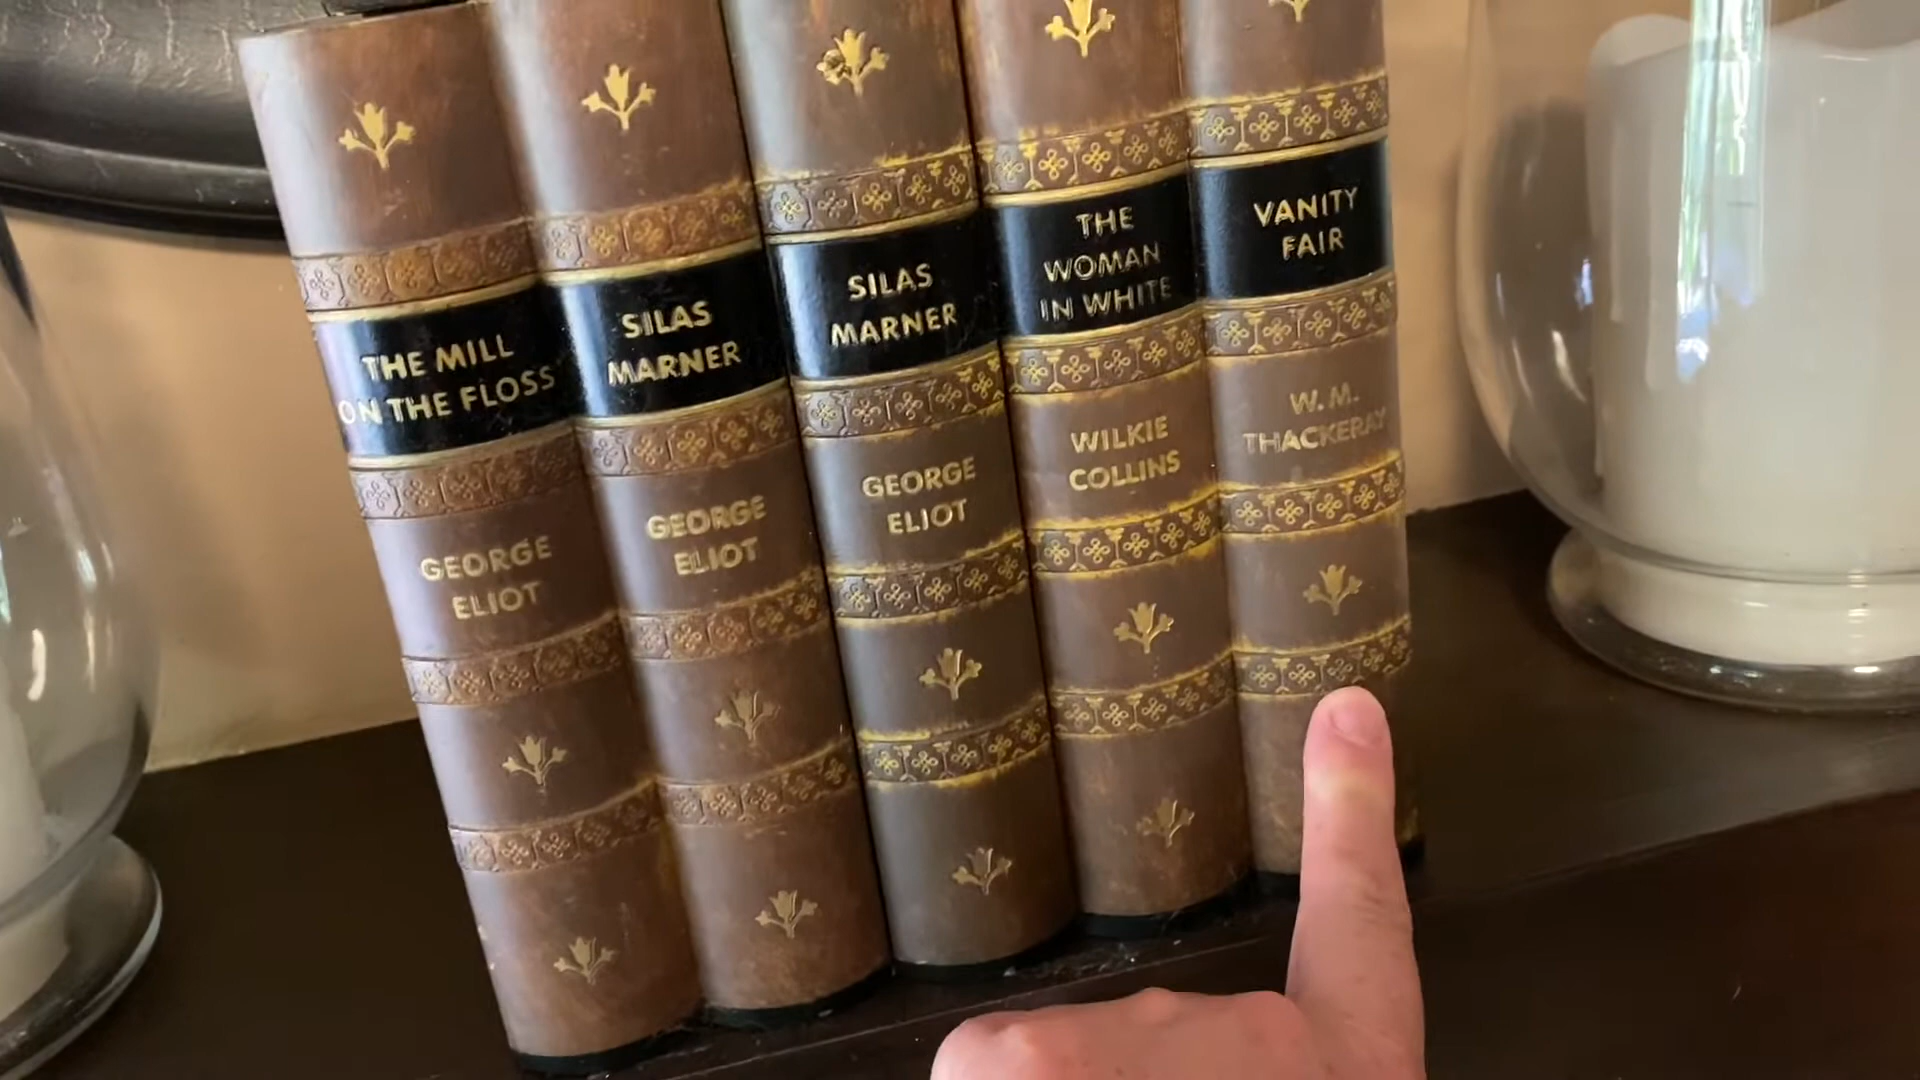 THE MILL
ON THE FLOSS
GEORGE
ELIOT
SILAS
MARNER
GEORGE
ELIOT
SILAS
MARNER
GEORGE
ELIOT
THE
WOMAN
IN WHITE
WILKIE
COLLINS
VANITY
FAIR
W. M.
THACKERAY